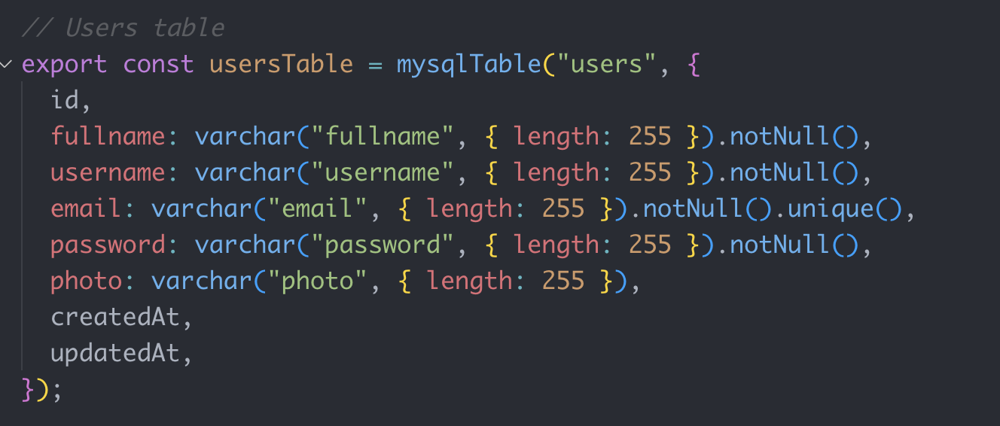 // Users table
export const usersTable = mysqlTable("users", {
  id,
  fullname: varchar("fullname", { length: 255 }).notNull(),
  username: varchar("username", { length: 255 }).notNull(),
  email: varchar("email", { length: 255 }).notNull().unique(),
  password: varchar("password", { length: 255 }).notNull(),
  photo: varchar("photo", { length: 255 }),
  createdAt,
  updatedAt,
});